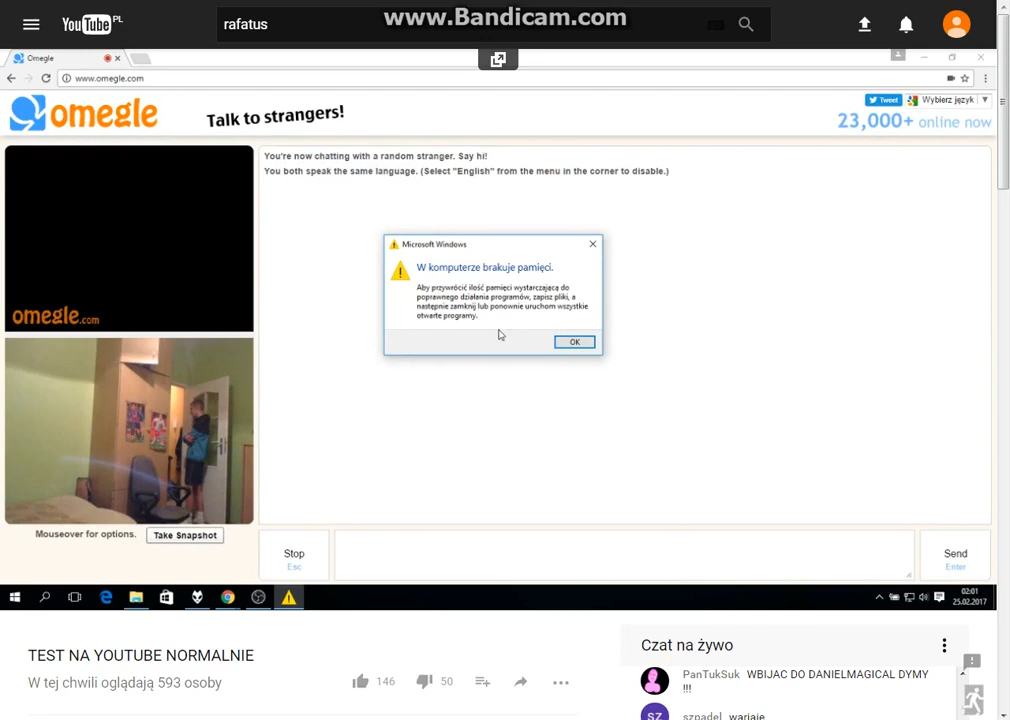 www.Bandicam.com
YouTube PL
rafatus
Omegle
www.omegle.com
omegle
Talk to strangers!
Tweet
Wybierz język
23,000+ online now
You're now chatting with a random stranger. Say hi!
You both speak the same language. (Select "English" from the menu in the corner to disable.)
omegle.com
Microsoft Windows
W komputerze brakuje pamięci.
Aby przywrócić ilość pamięci wystarczającą do
poprawnego działania programów, zapisz pliki, a
następnie zamknij lub ponownie uruchom wszystkie
otwarte programy.
OK
Mouseover for options.
Take Snapshot
Stop
Esc
Send
Enter
02:01
25.02.2017
TEST NA YOUTUBE NORMALNIE
W tej chwili oglądają 593 osoby
146
50
Czat na żywo
PanTukSuk WBIJAC DO DANIELMAGICAL DYMY
!!!
SZ
szpadel wariaje